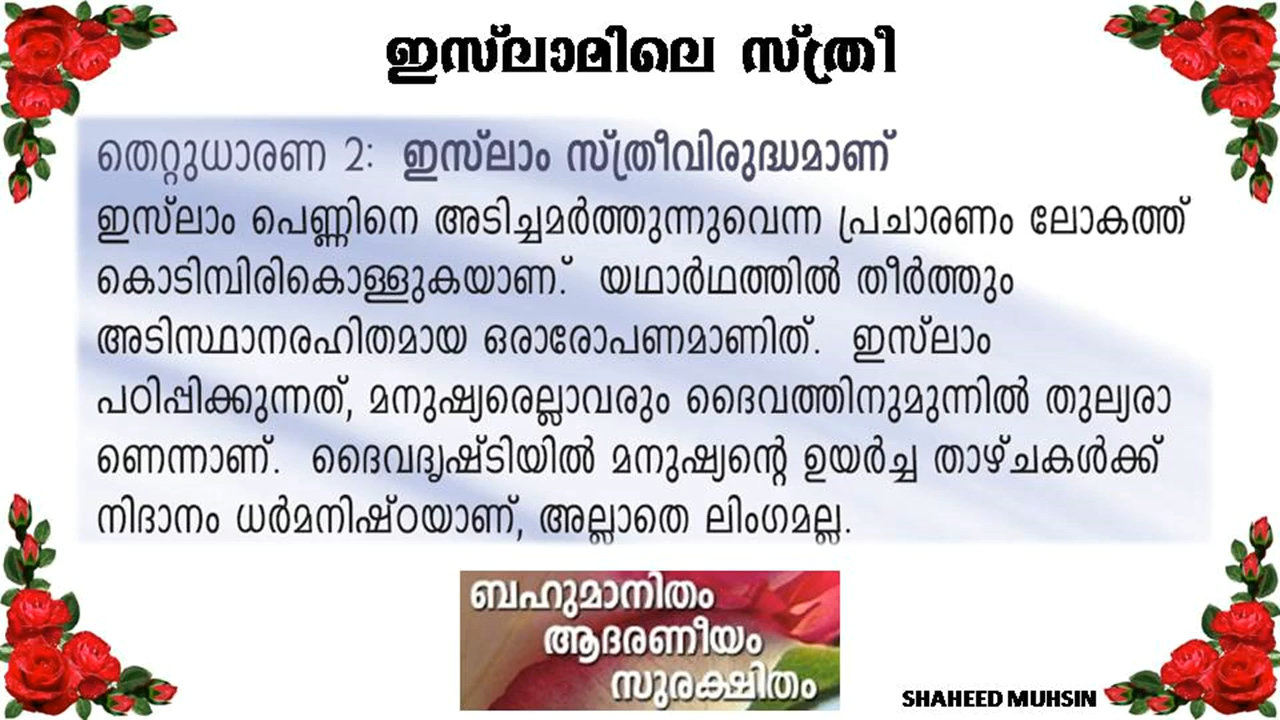 ഇസ്‌ലാമിലെ സ്ത്രീ
തെറ്റുധാരണ 2: ഇസ്‌ലാം സ്ത്രീവിരുദ്ധമാണ്
ഇസ്‌ലാം പെണ്ണിനെ അടിച്ചമർത്തുന്നുവെന്ന പ്രചാരണം ലോകത്ത്
കൊടിമ്പിരികൊള്ളുകയാണ്. യഥാർഥത്തിൽ തീർത്തും
അടിസ്ഥാനരഹിതമായ ഒരാരോപണമാണിത്. ഇസ്‌ലാം
പഠിപ്പിക്കുന്നത്, മനുഷ്യരെല്ലാവരും ദൈവത്തിനുമുന്നിൽ തുല്യരാ
ണെന്നാണ്. ദൈവദൃഷ്ടിയിൽ മനുഷ്യന്റെ ഉയർച്ച താഴ്ചകൾക്ക്
നിദാനം ധർമനിഷ്ഠയാണ്, അല്ലാതെ ലിംഗമല്ല.
ബഹുമാനിതം
ആദരണീയം
സുരക്ഷിതം
SHAHEED MUHSIN